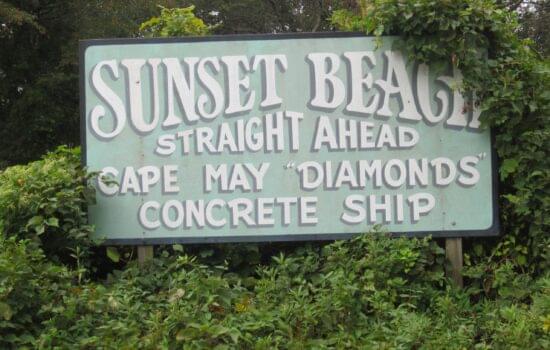 SUNSET BEACH
STRAIGHT AHEAD
CAPE MAY "DIAMONDS"
CONCRETE SHIP